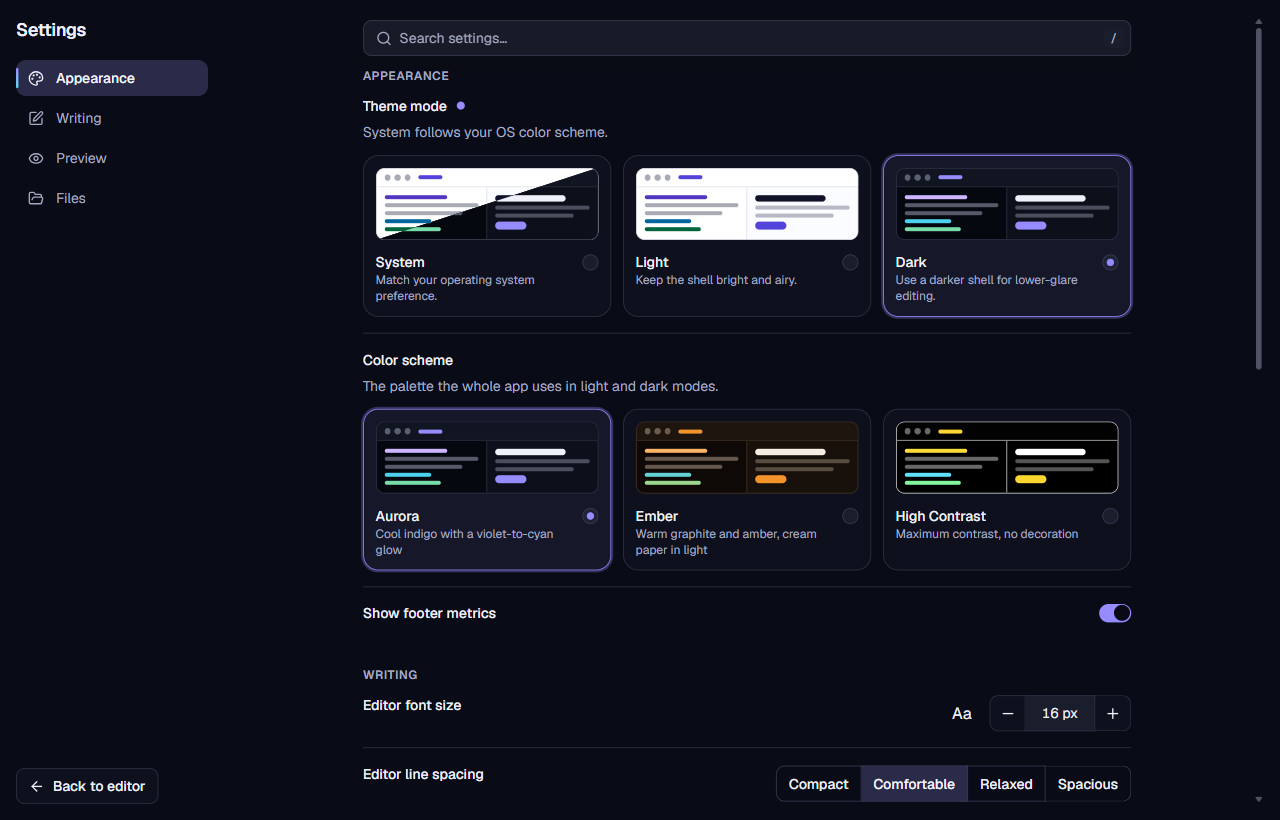 Settings
Appearance
Writing
Preview
Files
Back to editor
Search settings...
/
APPEARANCE
Theme mode
System follows your OS color scheme.
System
Match your operating system
preference.
Light
Keep the shell bright and airy.
Dark
Use a darker shell for lower-glare
editing.
Color scheme
The palette the whole app uses in light and dark modes.
Aurora
Cool indigo with a violet-to-cyan
glow
Ember
Warm graphite and amber, cream
paper in light
High Contrast
Maximum contrast, no decoration
Show footer metrics
WRITING
Editor font size
Aa
16 px
Editor line spacing
Compact
Comfortable
Relaxed
Spacious